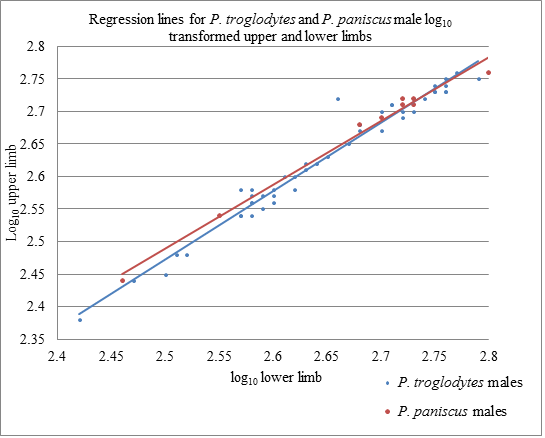 Regression lines for P. troglodytes and P. paniscus male log10
transformed upper and lower limbs
2.8
2.75
2.7
2.65
2.6
2.55
2.5
2.45
2.4
2.35
Log10 upper limb
2.4 2.45 2.5 2.55 2.6 2.65 2.7 2.75 2.8
log10 lower limb
P. troglodytes males
P. paniscus males